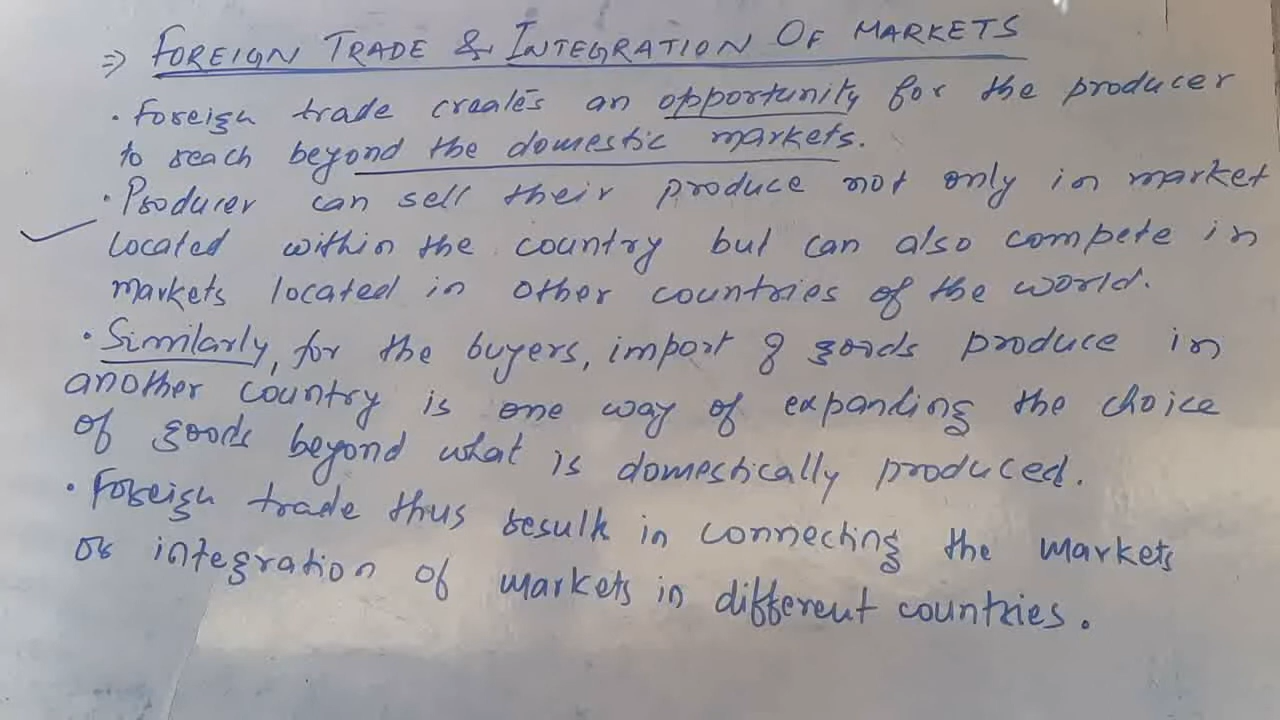 ⇒ FOREIGN TRADE & INTEGRATION OF MARKETS
• Foreign trade creates an opportunity for the producer
to reach beyond the domestic markets.
• Producer can sell their produce not only in market
located within the country but can also compete in
markets located in other countries of the world.
• Similarly, for the buyers, import of goods produce in
another country is one way of expanding the choice
of goods beyond what is domestically produced.
• Foreign trade thus result in connecting the markets
or integration of markets in different countries.